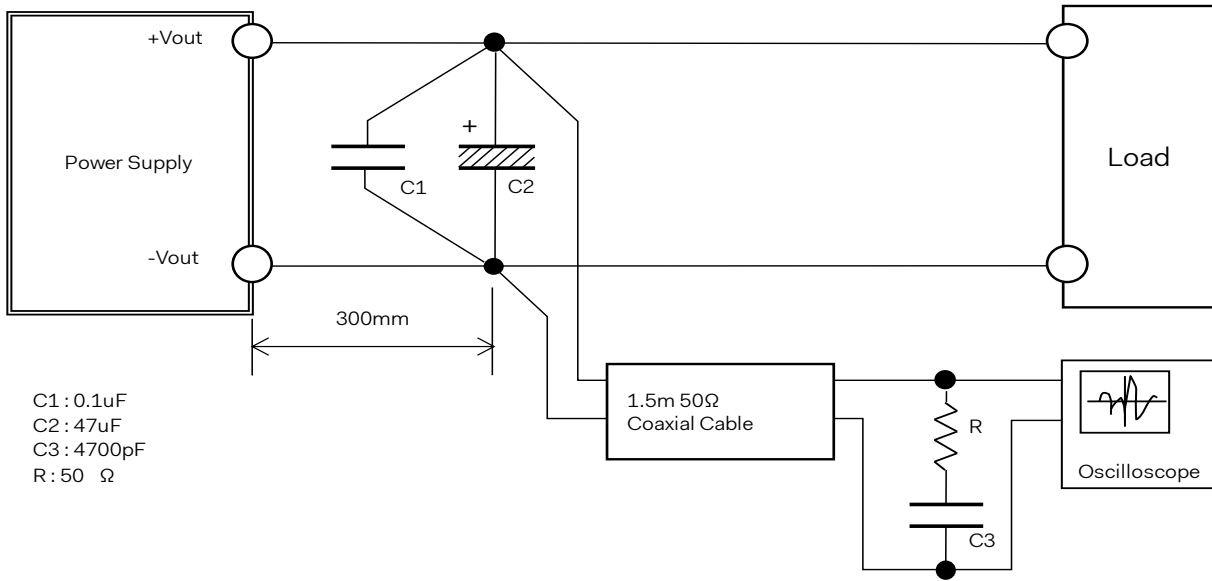 +Vout
Power Supply
-Vout
+
C1
C2
Load
300mm
C1 : 0.1uF
C2 : 47uF
C3 : 4700pF
R : 50 Ω
1.5m 50Ω
Coaxial Cable
R
C3
Oscilloscope